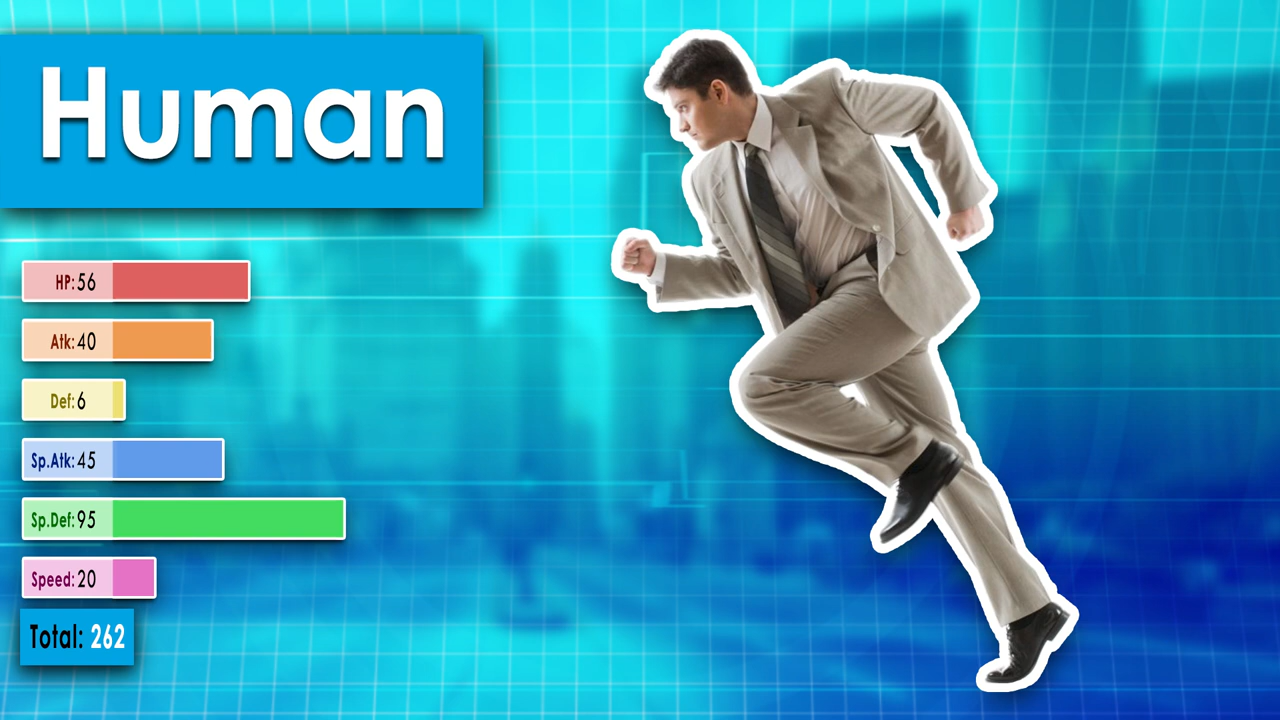 Human
HP: 56
Atk: 40
Def: 6
Sp.Atk: 45
Sp.Def: 95
Speed: 20
Total: 262